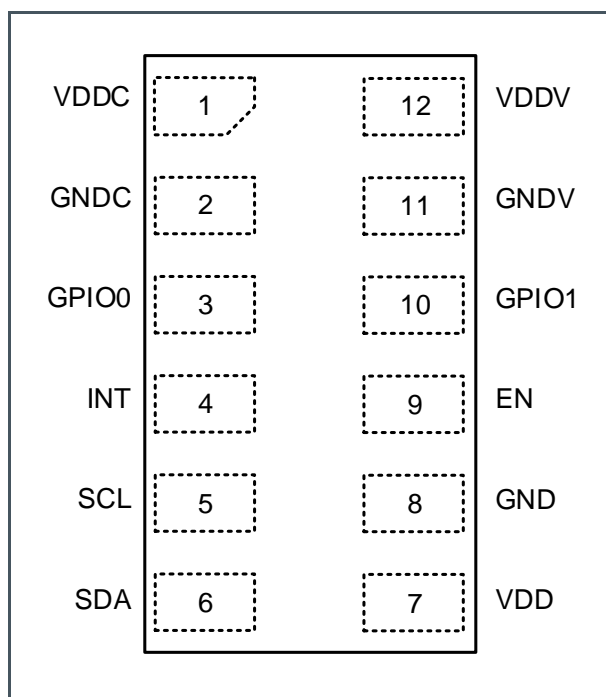 VDDC 1 12 VDDV
GNDC 2 11 GNDV
GPIO0 3 10 GPIO1
INT 4 9 EN
SCL 5 8 GND
SDA 6 7 VDD